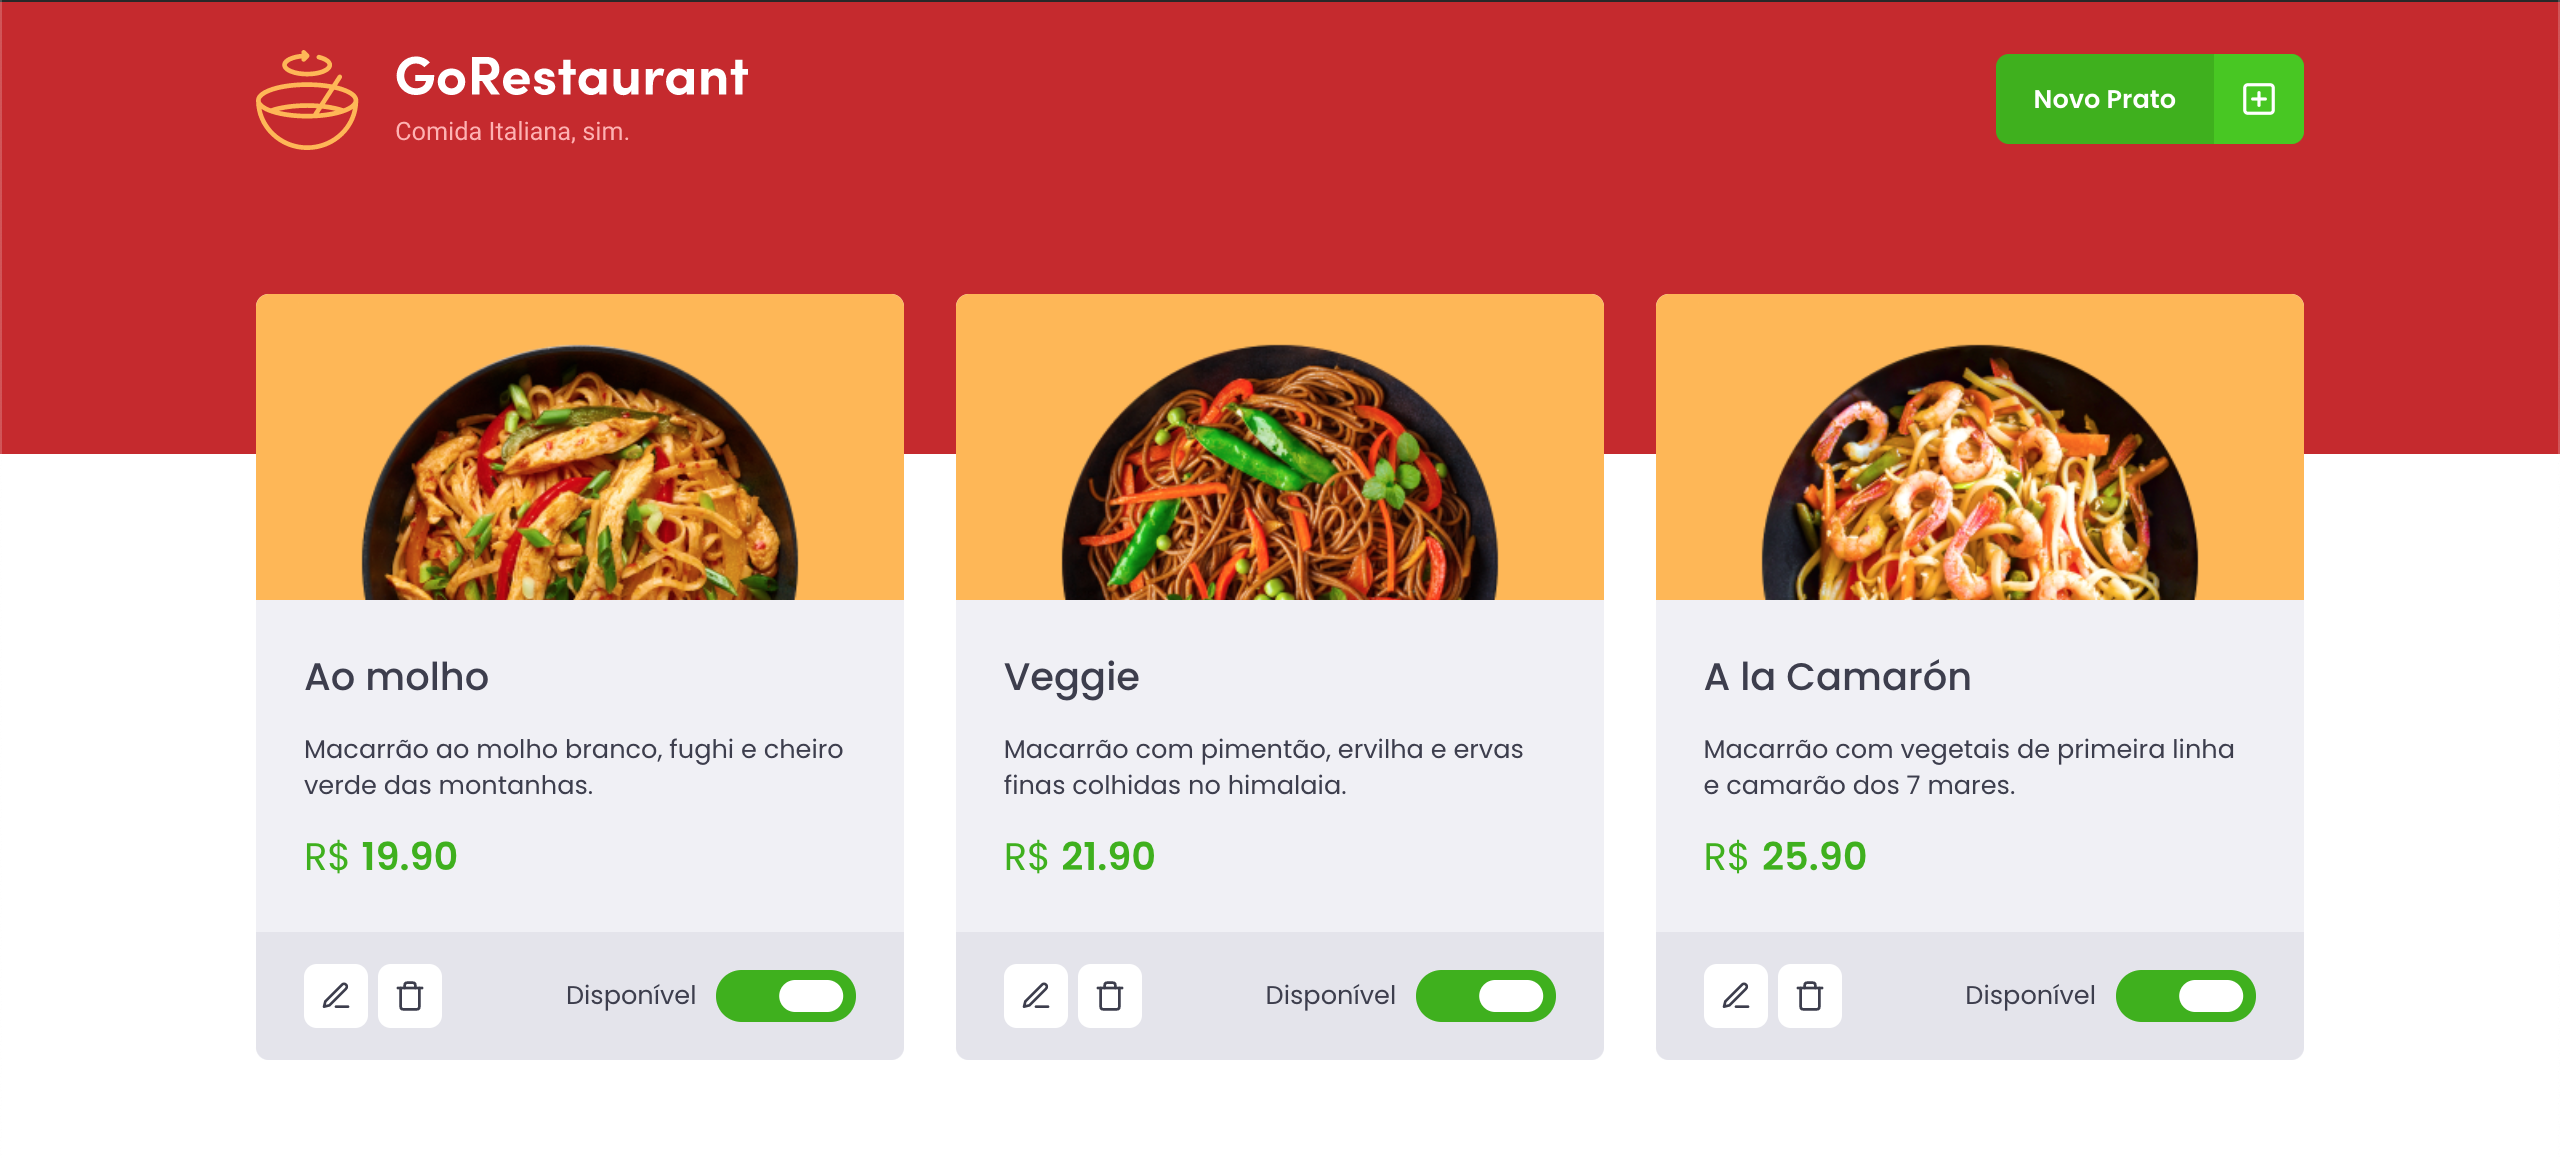 GoRestaurant
Comida Italiana, sim.
Novo Prato
Ao molho
Macarrão ao molho branco, fughi e cheiro
verde das montanhas.
R$ 19.90
Disponível
Veggie
Macarrão com pimentão, ervilha e ervas
finas colhidas no himalaia.
R$ 21.90
Disponível
A la Camarón
Macarrão com vegetais de primeira linha
e camarão dos 7 mares.
R$ 25.90
Disponível